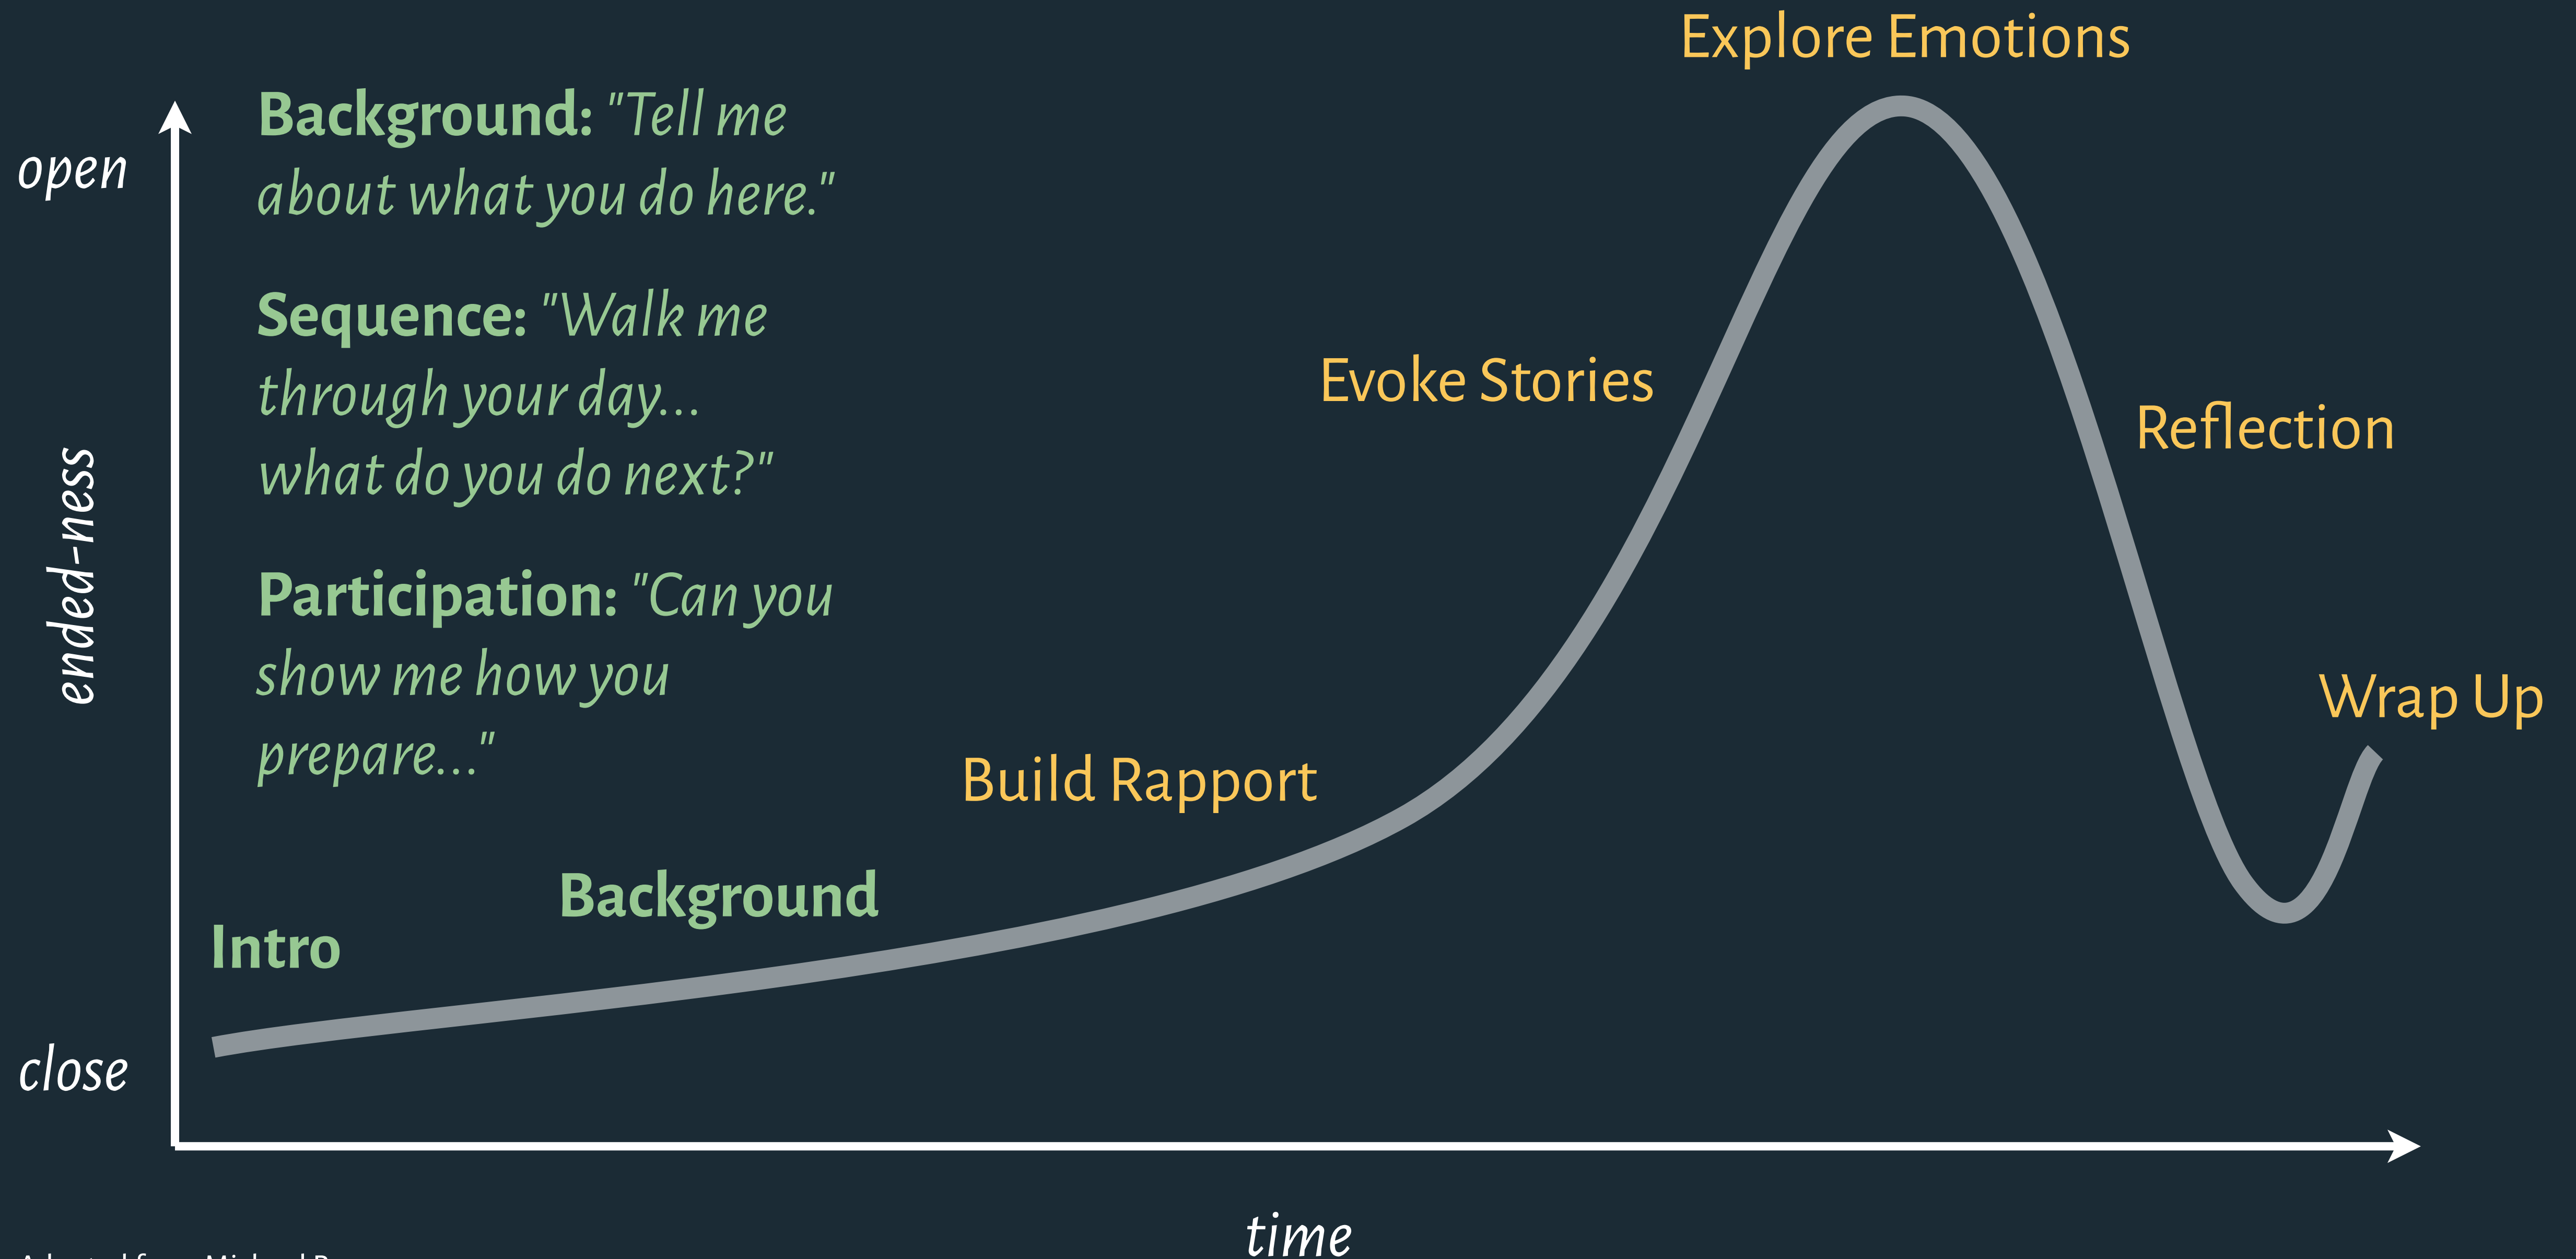 Explore Emotions
open
Background: "Tell me
about what you do here."
Sequence: "Walk me
through your day...
what do you do next?"
Participation: "Can you
show me how you
prepare..."
ended-ness
Evoke Stories
Reflection
Wrap Up
Build Rapport
Background
Intro
close
time